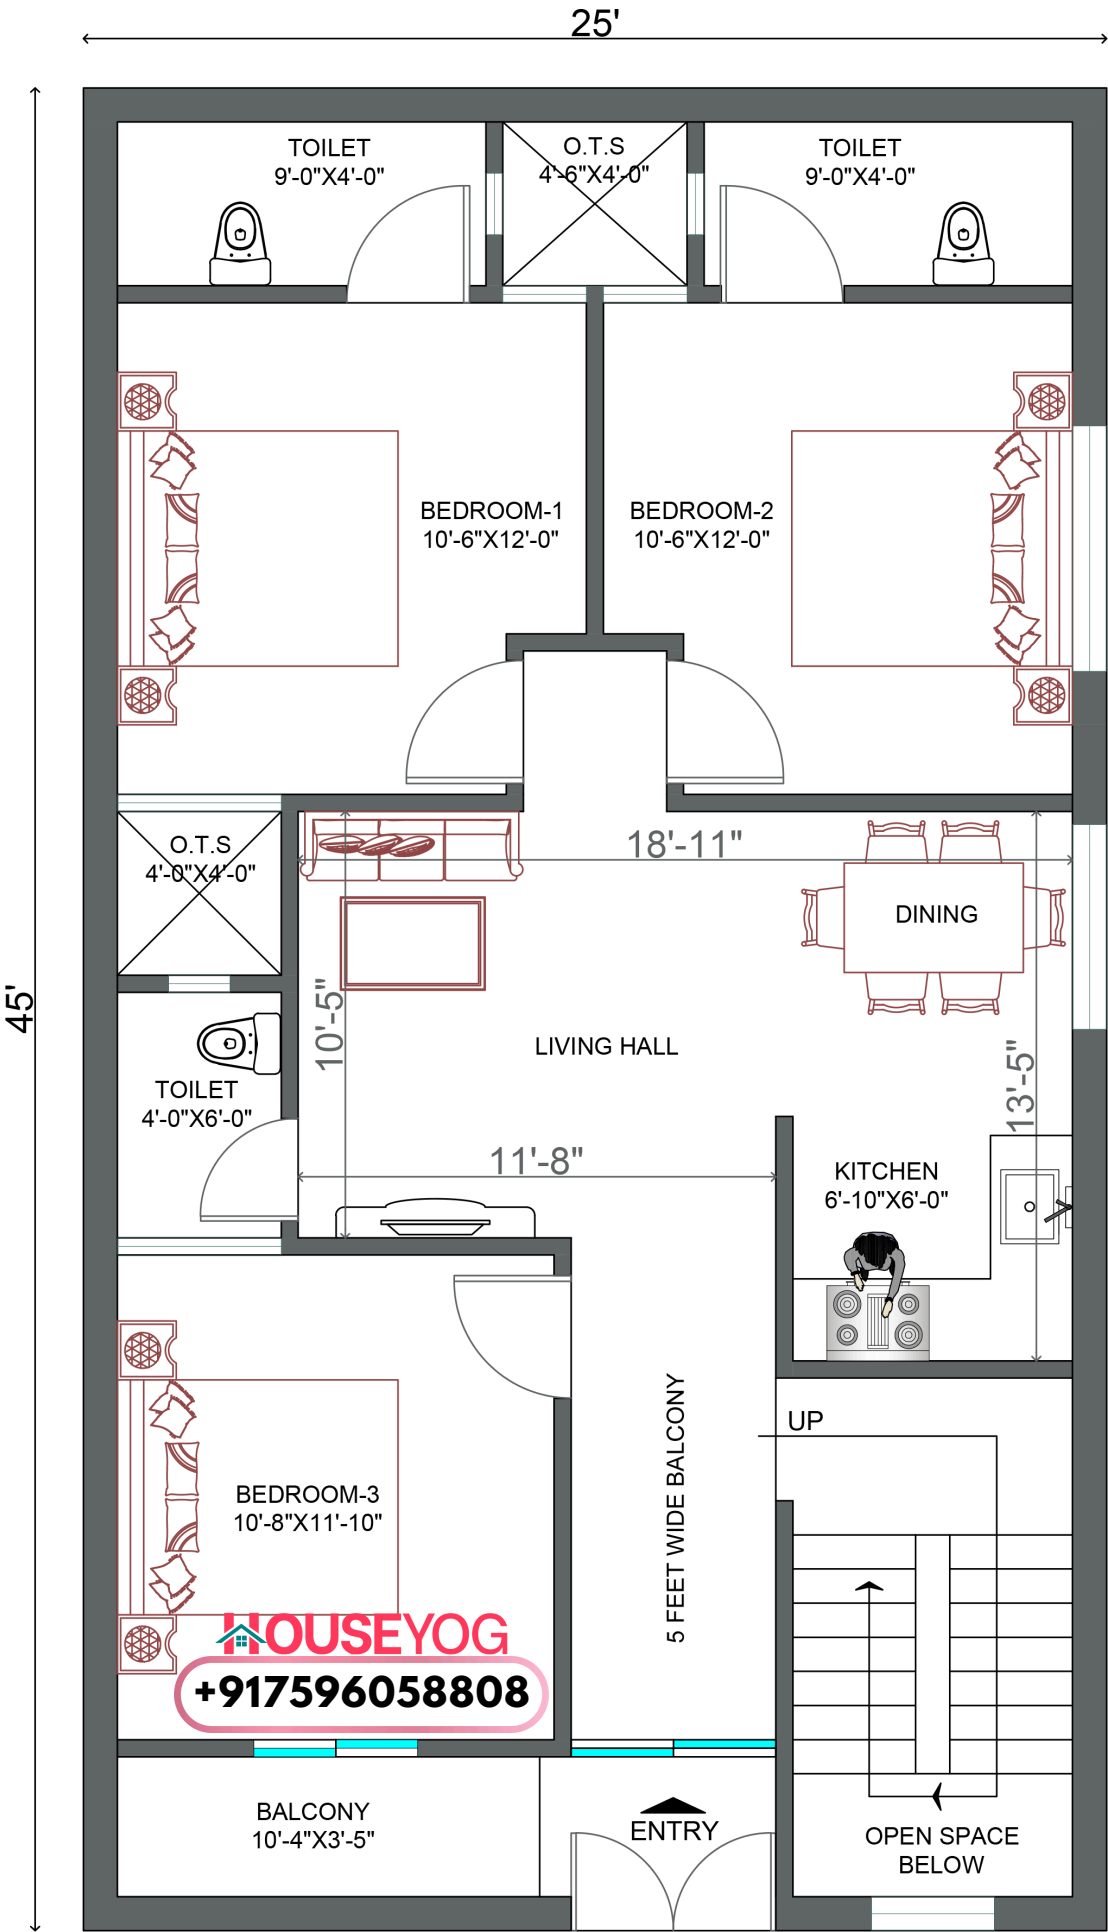 25'
TOILET
9'-0"X4'-0"
O.T.S
4'-6"X4'-0"
TOILET
9'-0"X4'-0"
BEDROOM-1
10'-6"X12'-0"
BEDROOM-2
10'-6"X12'-0"
O.T.S
4'-0"X4'-0"
18'-11"
DINING
45'
10'-5"
LIVING HALL
13'-5"
TOILET
4'-0"X6'-0"
11'-8"
KITCHEN
6'-10"X6'-0"
UP
5 FEET WIDE BALCONY
BEDROOM-3
10'-8"X11'-10"
HOUSEYOG
+917596058808
BALCONY
10'-4"X3'-5"
ENTRY
OPEN SPACE
BELOW